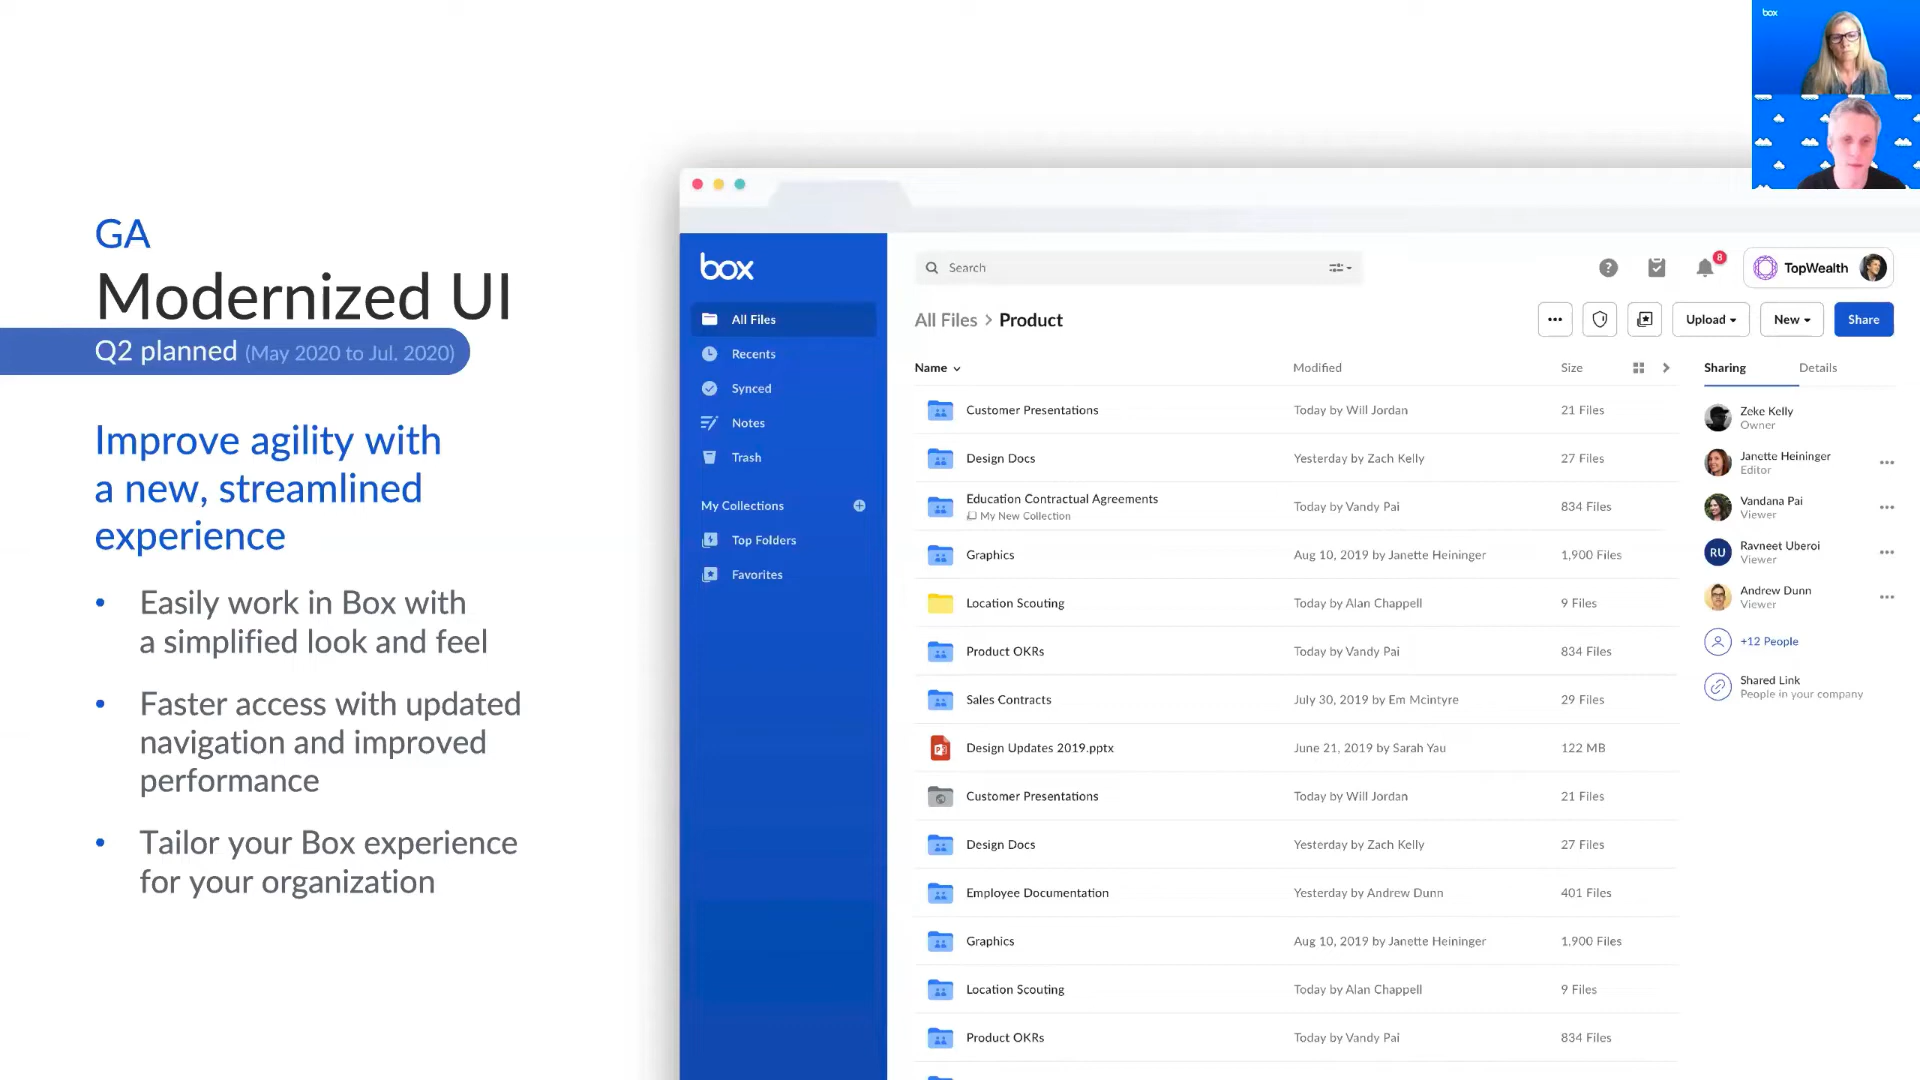 box
GA
Modernized UI
Q2 planned (May 2020 to Jul. 2020)
Improve agility with
a new, streamlined
experience
• Easily work in Box with
a simplified look and feel
• Faster access with updated
navigation and improved
performance
• Tailor your Box experience
for your organization
box
All Files
Recents
Synced
Notes
Trash
My Collections
Top Folders
Favorites
Search
8
TopWealth
All Files > Product
Upload
New
Share
Name Modified Size
Customer Presentations Today by Will Jordan 21 Files
Design Docs Yesterday by Zach Kelly 27 Files
Education Contractual Agreements Today by Vandy Pai 834 Files
My New Collection
Graphics Aug 10, 2019 by Janette Heininger 1,900 Files
Location Scouting Today by Alan Chappell 9 Files
Product OKRs Today by Vandy Pai 834 Files
Sales Contracts July 30, 2019 by Em Mcintyre 29 Files
Design Updates 2019.pptx June 21, 2019 by Sarah Yau 122 MB
Customer Presentations Today by Will Jordan 21 Files
Design Docs Yesterday by Zach Kelly 27 Files
Employee Documentation Yesterday by Andrew Dunn 401 Files
Graphics Aug 10, 2019 by Janette Heininger 1,900 Files
Location Scouting Today by Alan Chappell 9 Files
Product OKRs Today by Vandy Pai 834 Files
Sharing Details
Zeke Kelly
Owner
Janette Heininger
Editor
Vandana Pai
Viewer
RU Ravneet Uberoi
Viewer
Andrew Dunn
Viewer
+12 People
Shared Link
People in your company